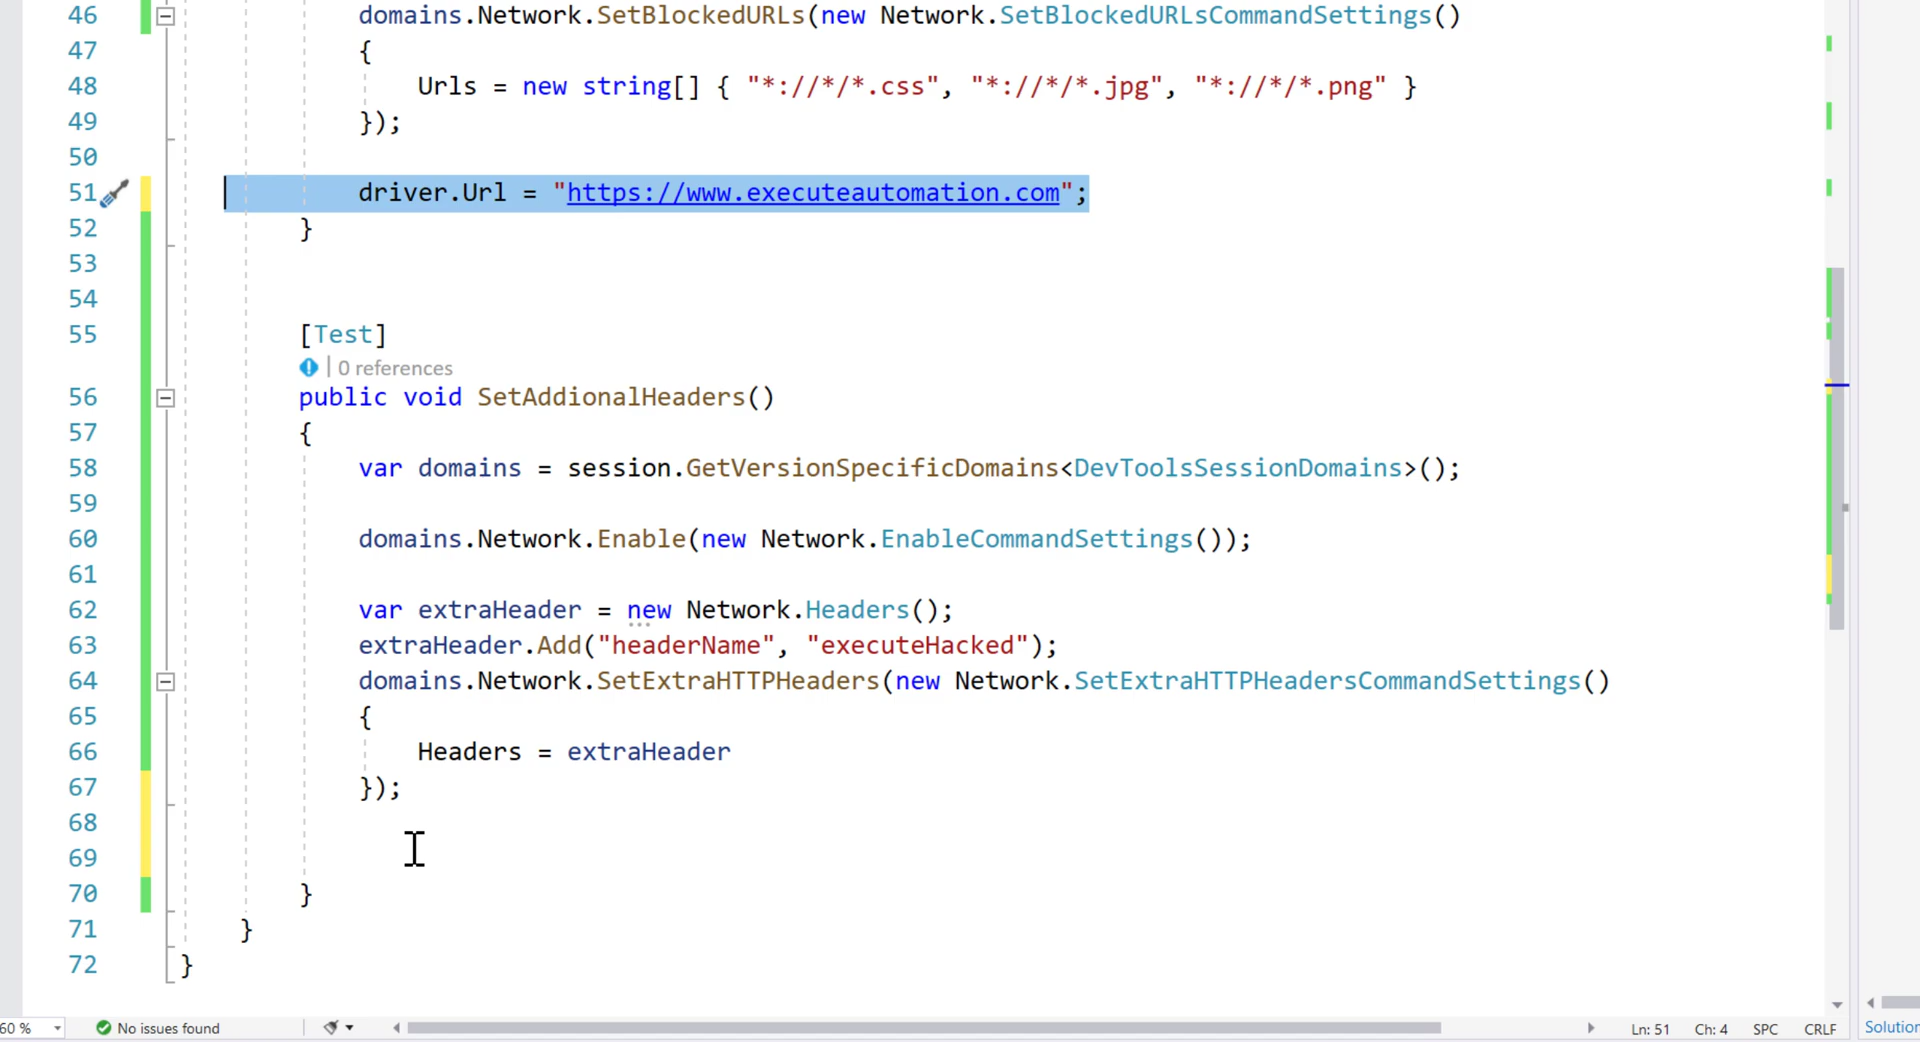 46 domains.Network.SetBlockedURLs(new Network.SetBlockedURLsCommandSettings()
47 {
48 Urls = new string[] { "*://*/*.css", "*://*/*.jpg", "*://*/*.png" }
49 });
50
51 driver.Url = "https://www.executeautomation.com";
52 }
53
54
55 [Test]
0 references
56 public void SetAddionalHeaders()
57 {
58 var domains = session.GetVersionSpecificDomains<DevToolsSessionDomains>();
59
60 domains.Network.Enable(new Network.EnableCommandSettings());
61
62 var extraHeader = new Network.Headers();
63 extraHeader.Add("headerName", "executeHacked");
64 domains.Network.SetExtraHTTPHeaders(new Network.SetExtraHTTPHeadersCommandSettings()
65 {
66 Headers = extraHeader
67 });
68
69
70 }
71 }
72 }
60 % No issues found Ln: 51 Ch: 4 SPC CRLF Solution